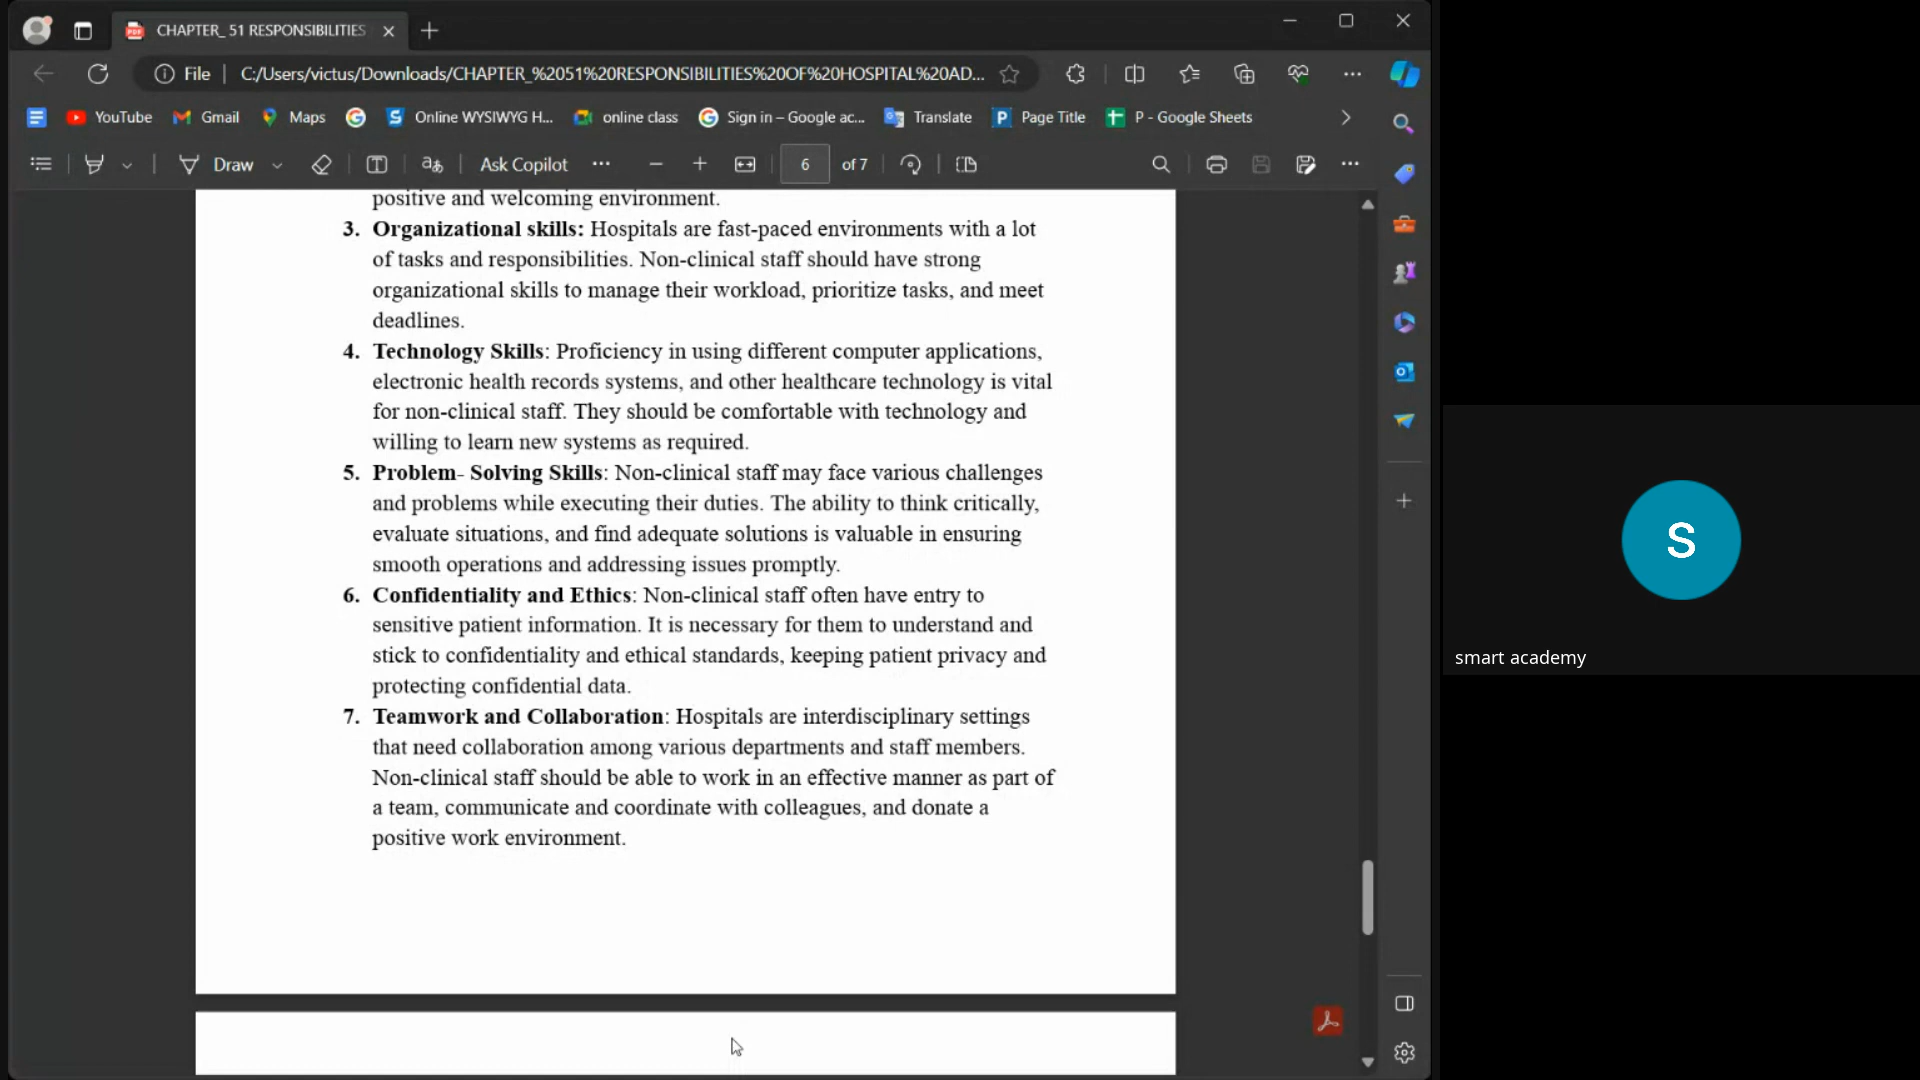 CHAPTER_ 51 RESPONSIBILITIES
File
C:/Users/victus/Downloads/CHAPTER_%2051%20RESPONSIBILITIES%20OF%20HOSPITAL%20AD...
YouTube Gmail Maps Online WYSIWYG H... online class Sign in – Google ac... Translate Page Title P - Google Sheets
Draw Ask Copilot 6 of 7
positive and welcoming environment.
3. Organizational skills: Hospitals are fast-paced environments with a lot
of tasks and responsibilities. Non-clinical staff should have strong
organizational skills to manage their workload, prioritize tasks, and meet
deadlines.
4. Technology Skills: Proficiency in using different computer applications,
electronic health records systems, and other healthcare technology is vital
for non-clinical staff. They should be comfortable with technology and
willing to learn new systems as required.
5. Problem- Solving Skills: Non-clinical staff may face various challenges
and problems while executing their duties. The ability to think critically,
evaluate situations, and find adequate solutions is valuable in ensuring
smooth operations and addressing issues promptly.
6. Confidentiality and Ethics: Non-clinical staff often have entry to
sensitive patient information. It is necessary for them to understand and
stick to confidentiality and ethical standards, keeping patient privacy and
protecting confidential data.
7. Teamwork and Collaboration: Hospitals are interdisciplinary settings
that need collaboration among various departments and staff members.
Non-clinical staff should be able to work in an effective manner as part of
a team, communicate and coordinate with colleagues, and donate a
positive work environment.
S
smart academy